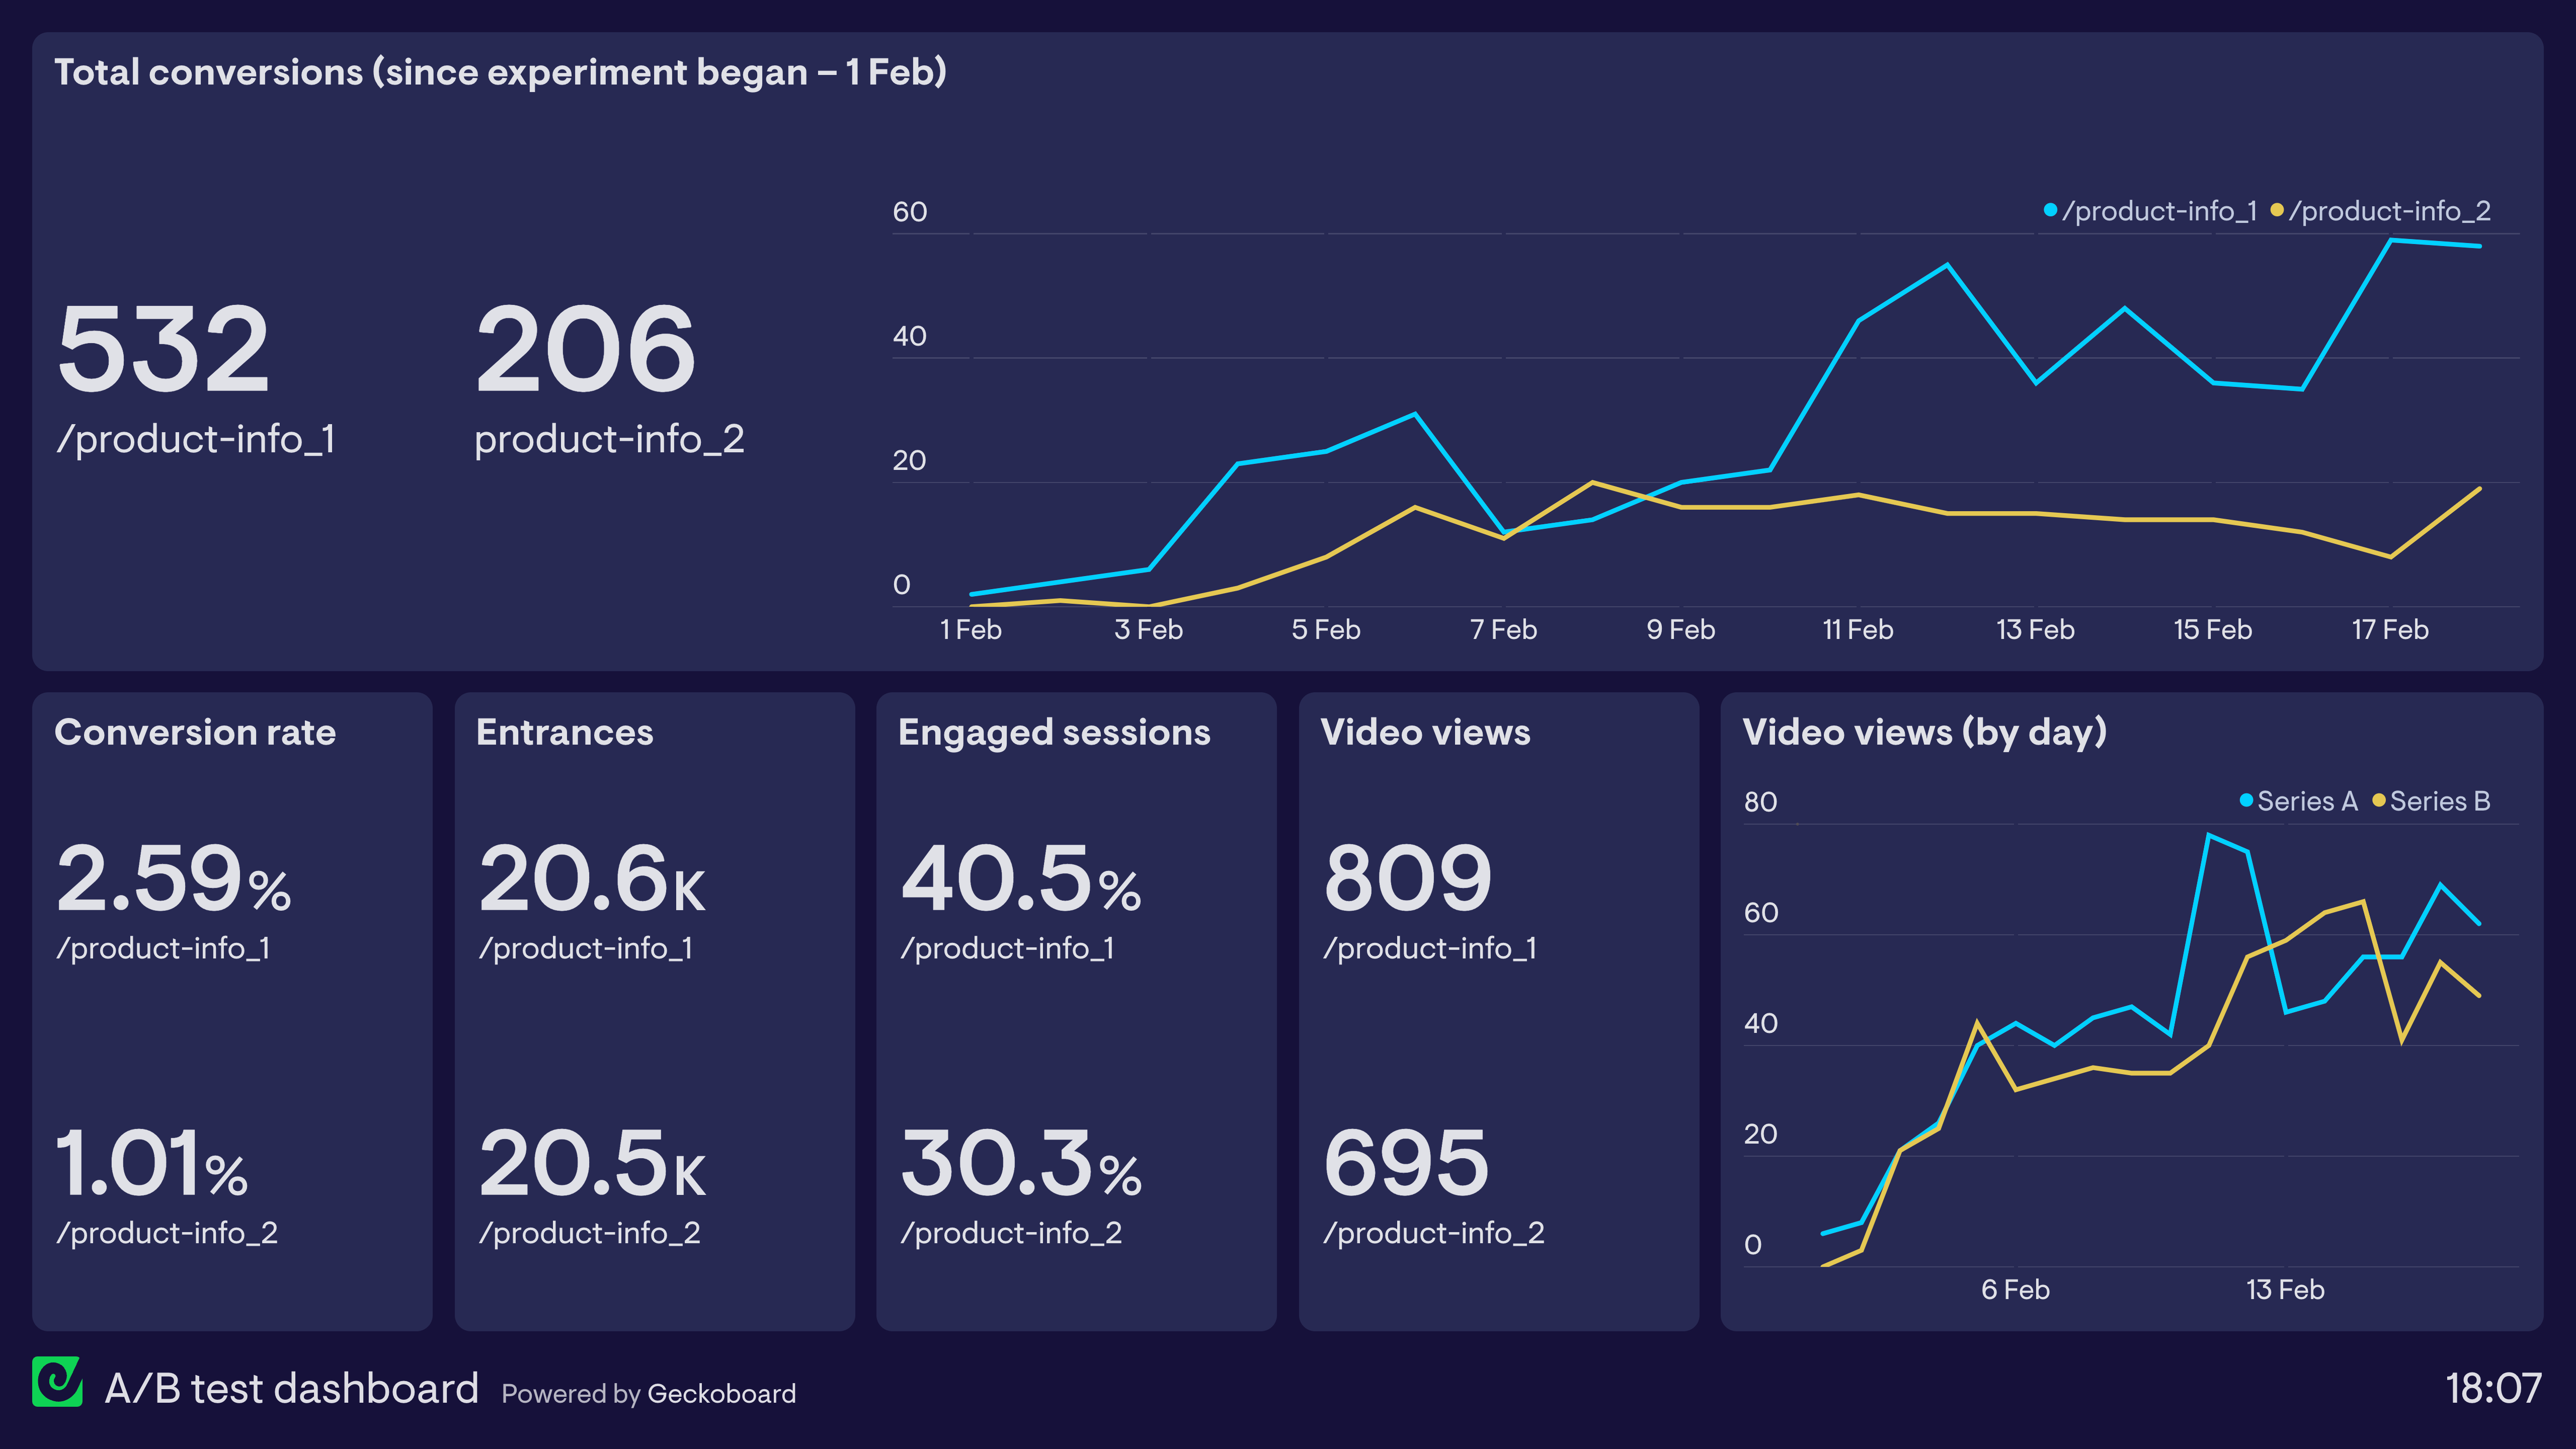 Total conversions (since experiment began – 1 Feb)
532
/product-info_1
206
product-info_2
/product-info_1 /product-info_2
60
40
20
0
1 Feb 3 Feb 5 Feb 7 Feb 9 Feb 11 Feb 13 Feb 15 Feb 17 Feb
Conversion rate
2.59%
/product-info_1
1.01%
/product-info_2
Entrances
20.6K
/product-info_1
20.5K
/product-info_2
Engaged sessions
40.5%
/product-info_1
30.3%
/product-info_2
Video views
809
/product-info_1
695
/product-info_2
Video views (by day)
Series A Series B
80
60
40
20
0
6 Feb 13 Feb
A/B test dashboard Powered by Geckoboard
18:07